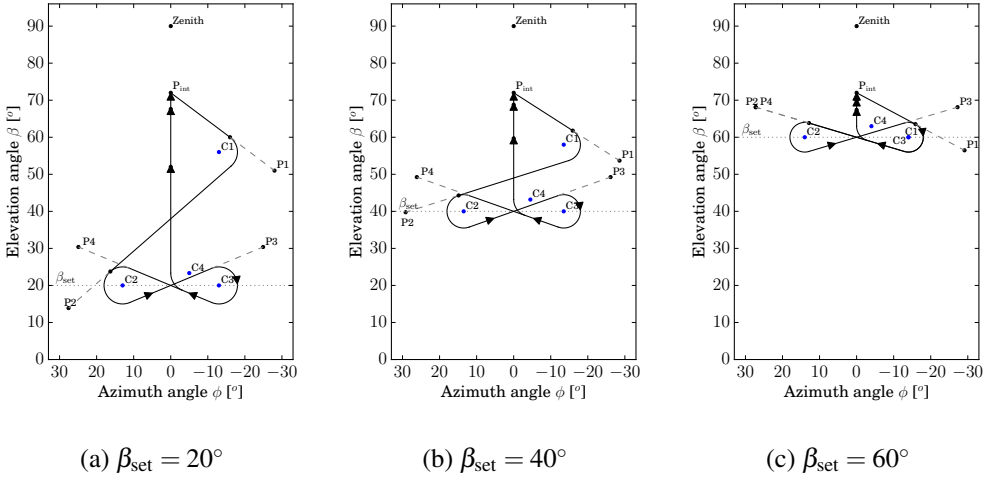 90
80
70
60
50
40
30
20
10
0
Elevation angle β [°]
Zenith
P_int
C1
P1
P4
P3
C4
β_set
C2
C3
P2
30 20 10 0 −10 −20 −30
Azimuth angle ϕ [°]
(a) β_set = 20°
90
80
70
60
50
40
30
20
10
0
Elevation angle β [°]
Zenith
P_int
C1
P1
P4
P3
C4
β_set
C2
C3
P2
30 20 10 0 −10 −20 −30
Azimuth angle ϕ [°]
(b) β_set = 40°
90
80
70
60
50
40
30
20
10
0
Elevation angle β [°]
Zenith
P_int
P2 P4
P3
C4
β_set
C2
C1
C3
P1
30 20 10 0 −10 −20 −30
Azimuth angle ϕ [°]
(c) β_set = 60°